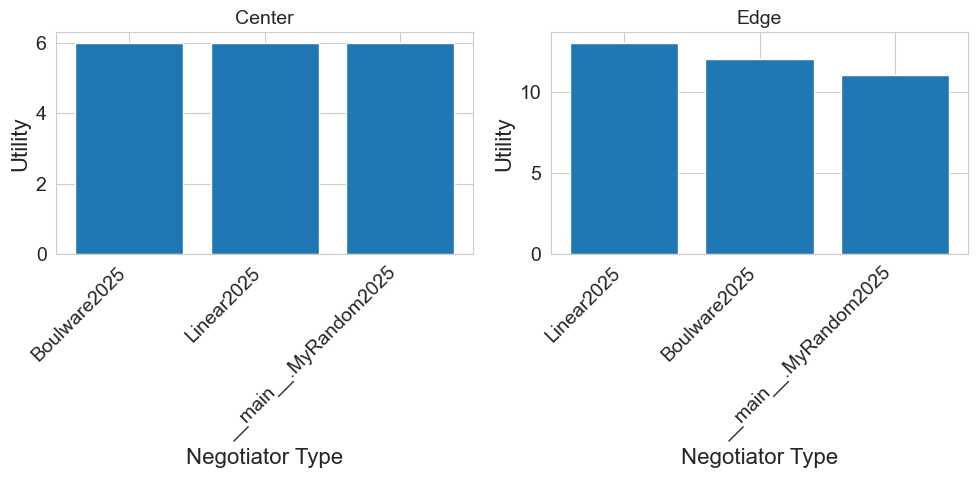 Center
Utility
6
4
2
0
Boulware2025
Linear2025
__main__.MyRandom2025
Negotiator Type
Edge
Utility
10
5
0
Linear2025
Boulware2025
__main__.MyRandom2025
Negotiator Type